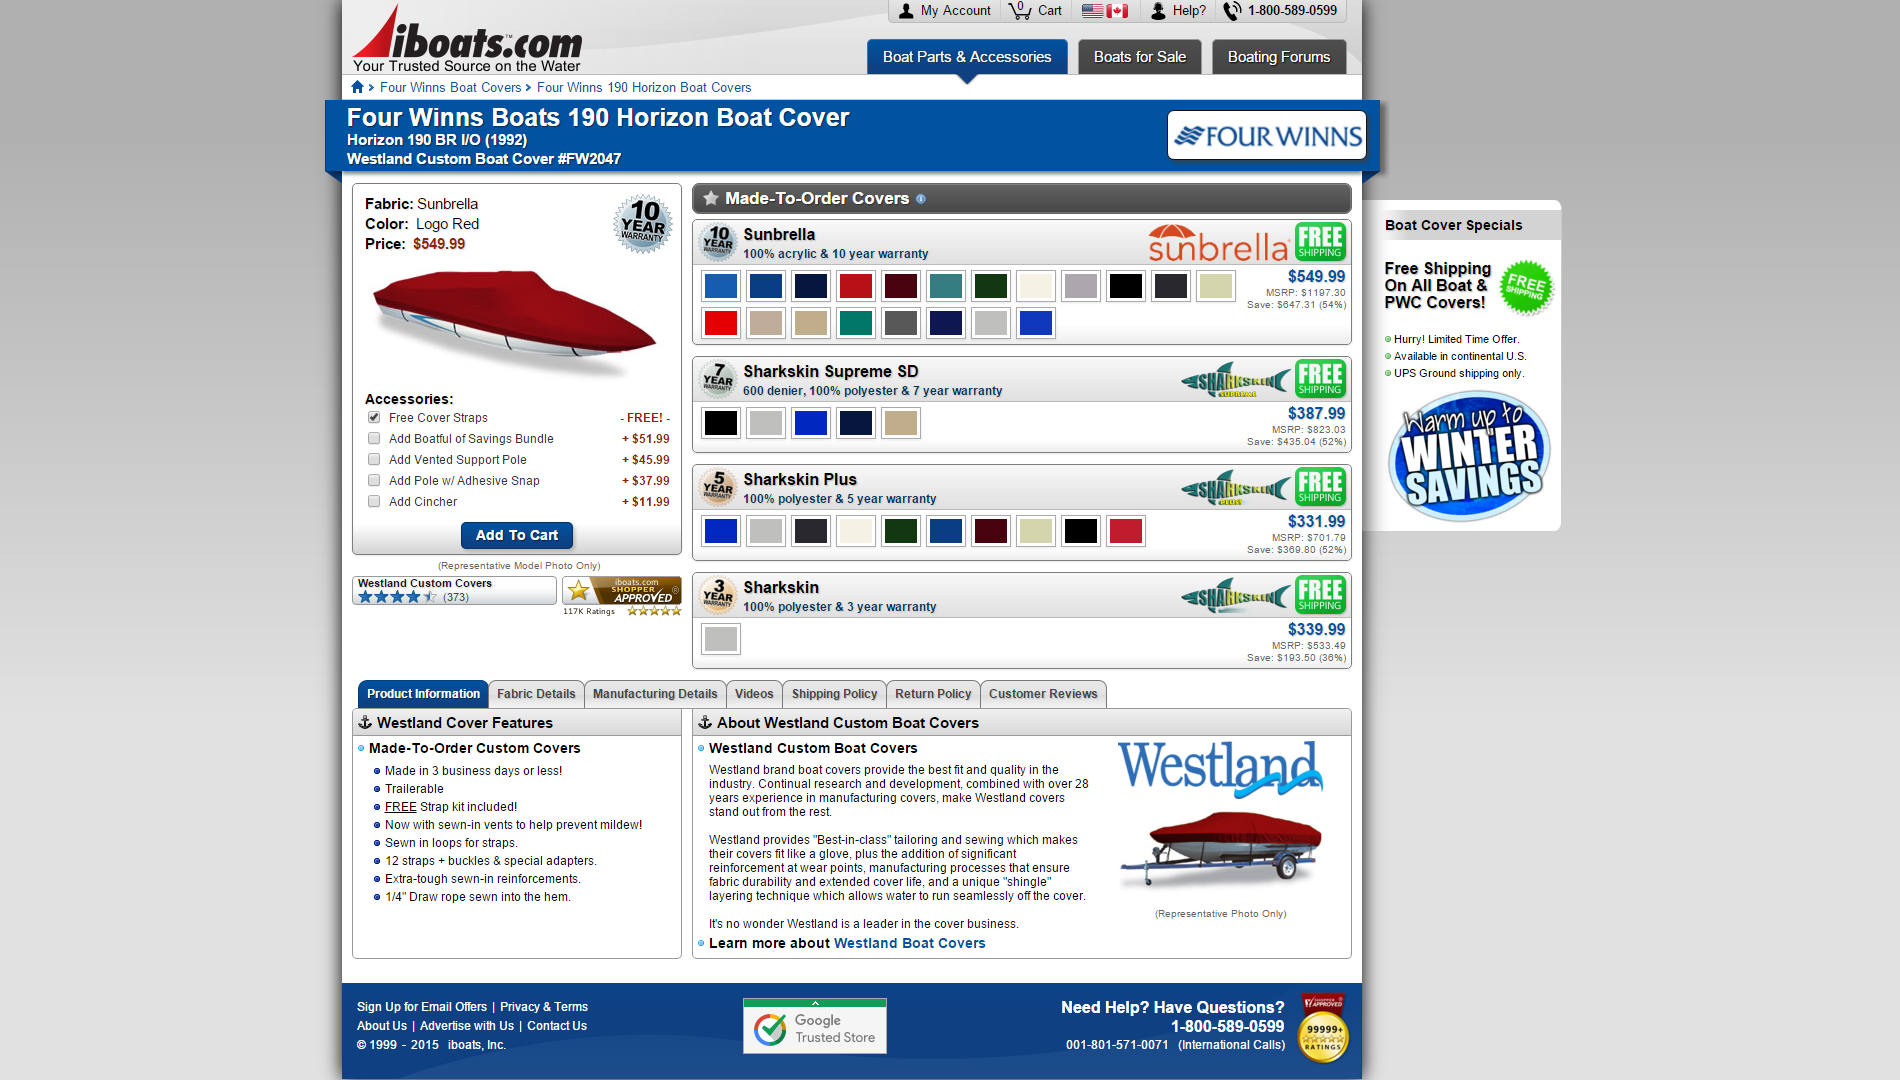 iboats.com™
Your Trusted Source on the Water
My Account
0
Cart
Help?
1-800-589-0599
Boat Parts & Accessories
Boats for Sale
Boating Forums
Four Winns Boat Covers
Four Winns 190 Horizon Boat Covers
Four Winns Boats 190 Horizon Boat Cover
Horizon 190 BR I/O (1992)
Westland Custom Boat Cover #FW2047
FOUR WINNS
Fabric: Sunbrella
Color: Logo Red
Price: $549.99
10
YEAR
WARRANTY
Accessories:
Free Cover Straps - FREE! -
Add Boatful of Savings Bundle + $51.99
Add Vented Support Pole + $45.99
Add Pole w/ Adhesive Snap + $37.99
Add Cincher + $11.99
Add To Cart
(Representative Model Photo Only)
Westland Custom Covers
(373)
iboats.com
SHOPPER
APPROVED®
117K Ratings
Made-To-Order Covers
10
YEAR
WARRANTY
Sunbrella
100% acrylic & 10 year warranty
sunbrella
FREE
SHIPPING
$549.99
MSRP: $1197.30
Save: $647.31 (54%)
7
YEAR
WARRANTY
Sharkskin Supreme SD
600 denier, 100% polyester & 7 year warranty
SHARKSKIN
SUPREME
FREE
SHIPPING
$387.99
MSRP: $823.03
Save: $435.04 (52%)
5
YEAR
WARRANTY
Sharkskin Plus
100% polyester & 5 year warranty
SHARKSKIN
PLUS!
FREE
SHIPPING
$331.99
MSRP: $701.79
Save: $369.80 (52%)
3
YEAR
WARRANTY
Sharkskin
100% polyester & 3 year warranty
SHARKSKIN
FREE
SHIPPING
$339.99
MSRP: $533.49
Save: $193.50 (36%)
Boat Cover Specials
Free Shipping
On All Boat &
PWC Covers!
FREE
SHIPPING
Hurry! Limited Time Offer.
Available in continental U.S.
UPS Ground shipping only.
Warm up to
WINTER
SAVINGS
Product Information
Fabric Details
Manufacturing Details
Videos
Shipping Policy
Return Policy
Customer Reviews
Westland Cover Features
Made-To-Order Custom Covers
Made in 3 business days or less!
Trailerable
FREE Strap kit included!
Now with sewn-in vents to help prevent mildew!
Sewn in loops for straps.
12 straps + buckles & special adapters.
Extra-tough sewn-in reinforcements.
1/4" Draw rope sewn into the hem.
About Westland Custom Boat Covers
Westland Custom Boat Covers
Westland brand boat covers provide the best fit and quality in the
industry. Continual research and development, combined with over 28
years experience in manufacturing covers, make Westland covers
stand out from the rest.
Westland provides "Best-in-class" tailoring and sewing which makes
their covers fit like a glove, plus the addition of significant
reinforcement at wear points, manufacturing processes that ensure
fabric durability and extended cover life, and a unique "shingle"
layering technique which allows water to run seamlessly off the cover.
It's no wonder Westland is a leader in the cover business.
Learn more about Westland Boat Covers
Westland
(Representative Photo Only)
Sign Up for Email Offers | Privacy & Terms
About Us | Advertise with Us | Contact Us
© 1999 - 2015 iboats, Inc.
Google
Trusted Store
Need Help? Have Questions?
1-800-589-0599
001-801-571-0071 (International Calls)
SHOPPER
APPROVED
99999+
RATINGS